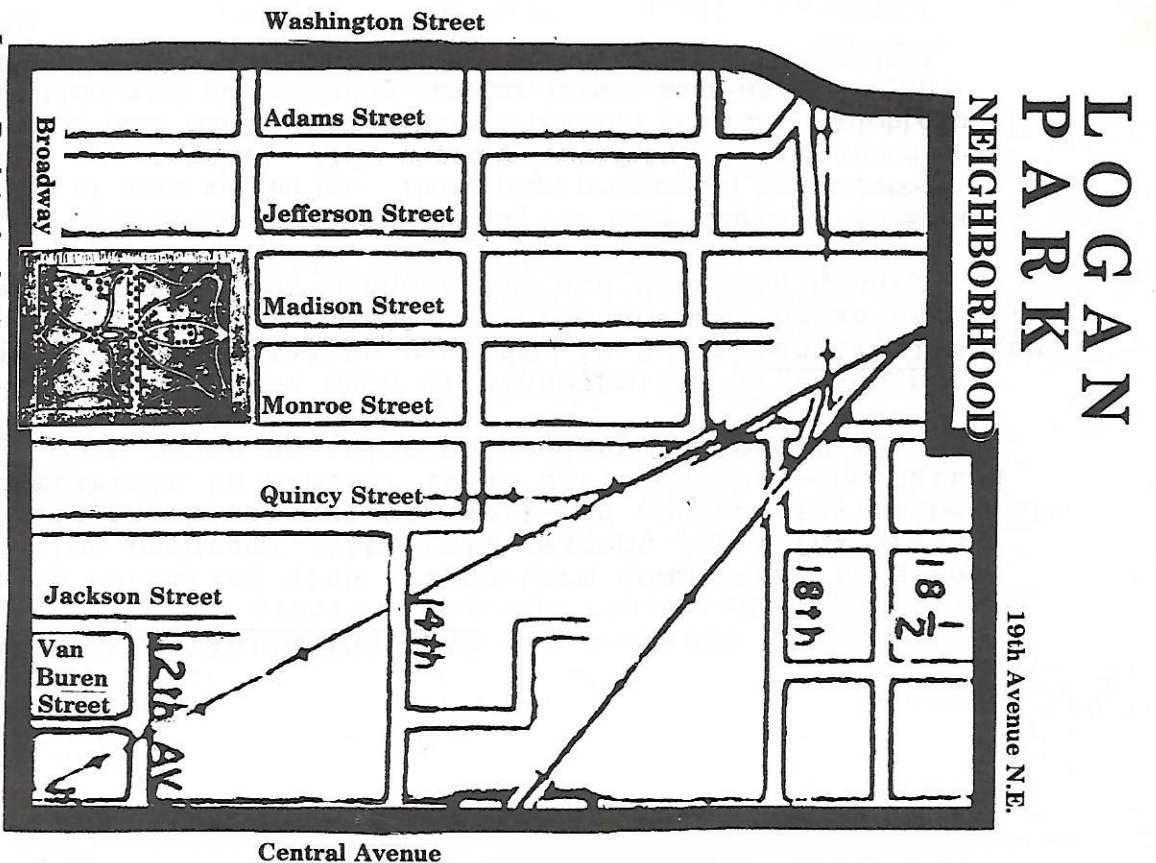 Washington Street
LOGAN
PARK
NEIGHBORHOOD
Broadway
Adams Street
Jefferson Street
Madison Street
Monroe Street
Quincy Street
Jackson Street
Van
Buren
Street
12th AV
14th
18th
18 1/2
19th Avenue N.E.
Central Avenue